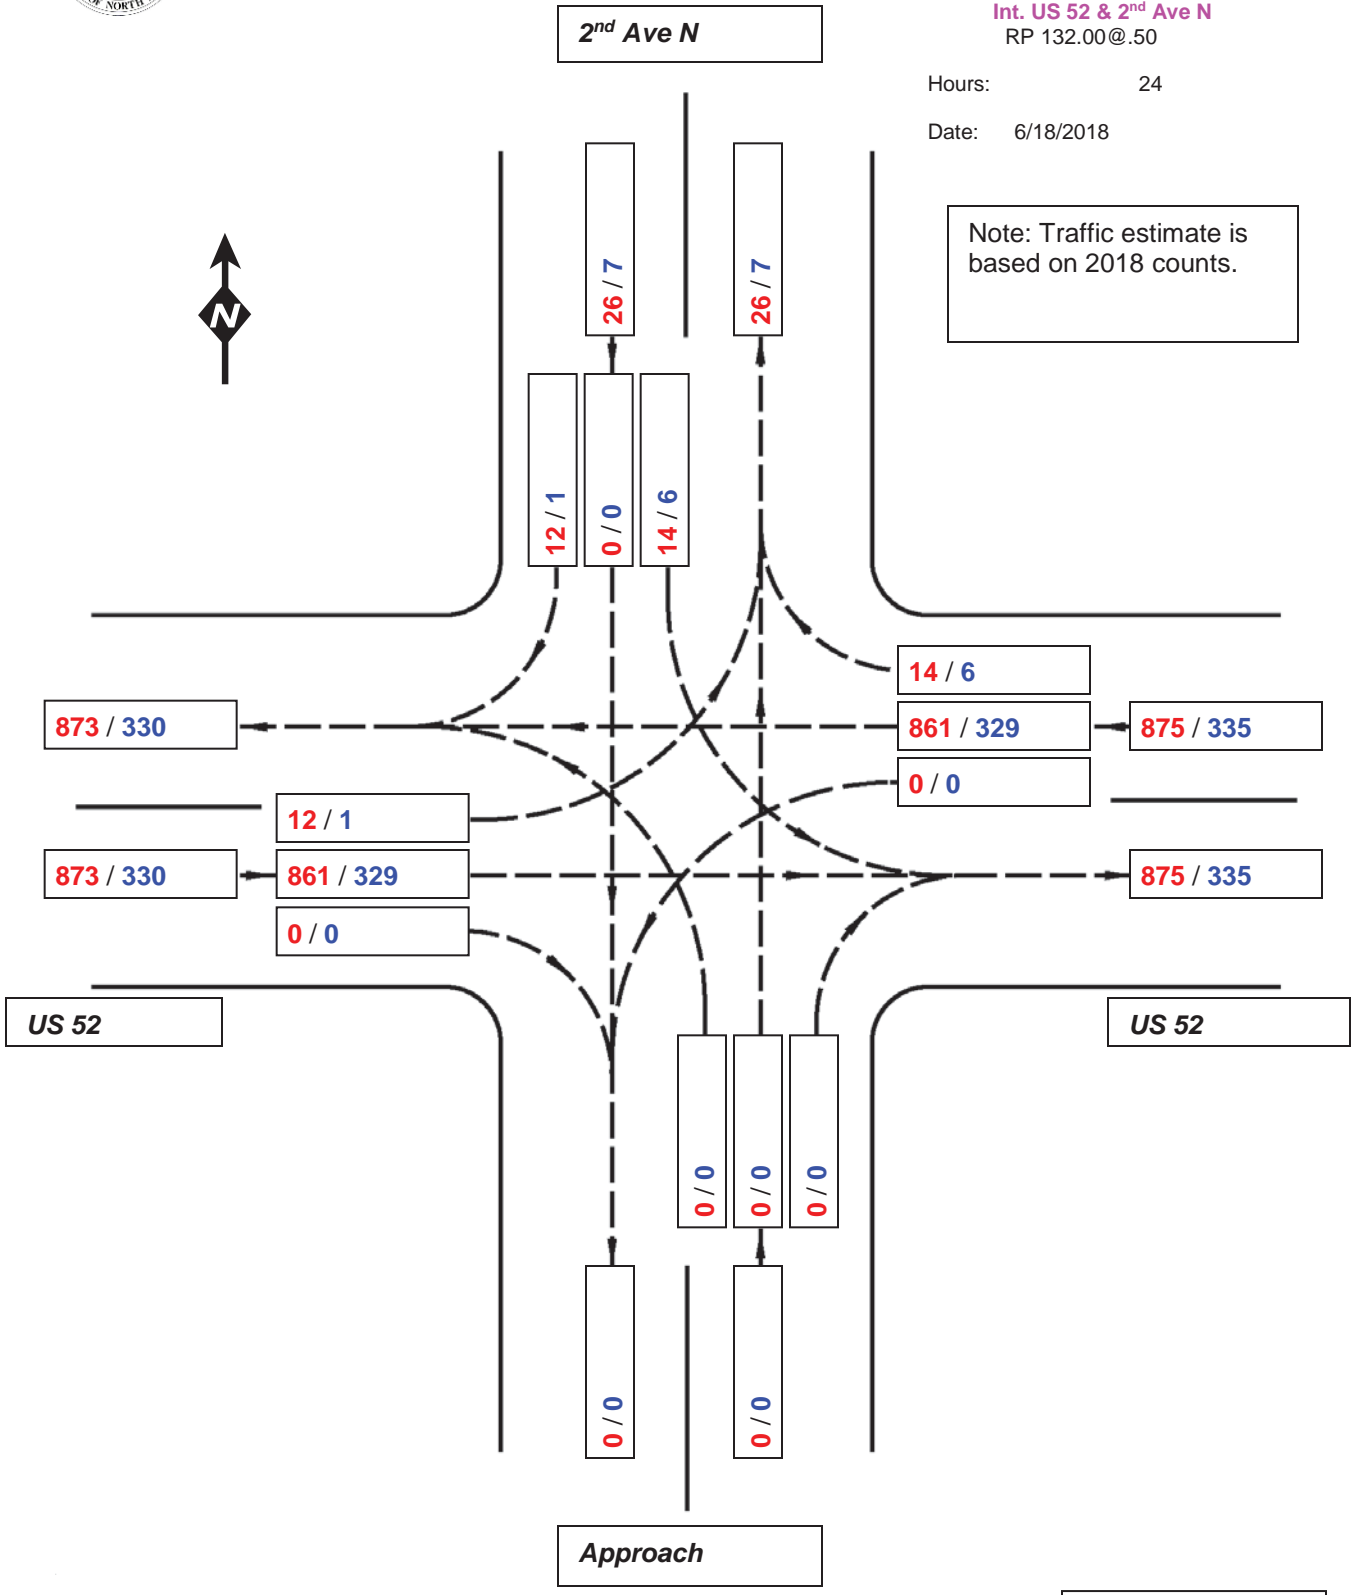 OF NORTH
2nd Ave N
Int. US 52 & 2nd Ave N
RP 132.00@.50
Hours: 24
Date: 6/18/2018
Note: Traffic estimate is
based on 2018 counts.
N
26 / 7
26 / 7
12 / 1
0 / 0
14 / 6
14 / 6
873 / 330
861 / 329
875 / 335
0 / 0
12 / 1
873 / 330
861 / 329
875 / 335
0 / 0
US 52
US 52
0 / 0
0 / 0
0 / 0
0 / 0
0 / 0
Approach